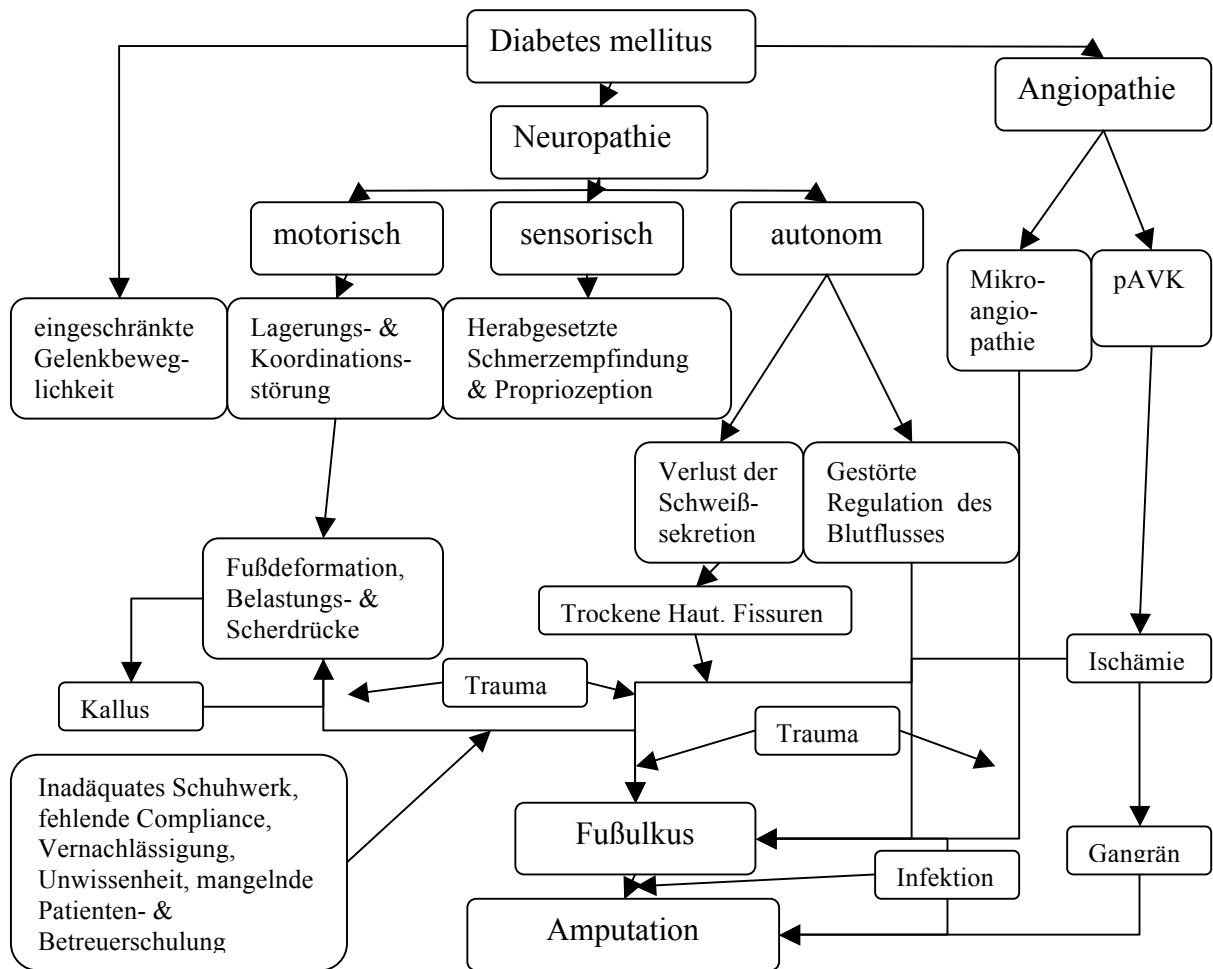 Diabetes mellitus
Angiopathie
Neuropathie
motorisch
sensorisch
autonom
Mikro-
angio-
pathie
pAVK
eingeschränkte
Gelenkbeweg-
lichkeit
Lagerungs- &
Koordinations-
störung
Herabgesetzte
Schmerzempfindung
& Propriozeption
Verlust der
Schweiß-
sekretion
Gestörte
Regulation des
Blutflusses
Fußdeformation,
Belastungs- &
Scherdrücke
Trockene Haut. Fissuren
Ischämie
Trauma
Kallus
Trauma
Inadäquates Schuhwerk,
fehlende Compliance,
Vernachlässigung,
Unwissenheit, mangelnde
Patienten- &
Betreuerschulung
Fußulkus
Gangrän
Infektion
Amputation